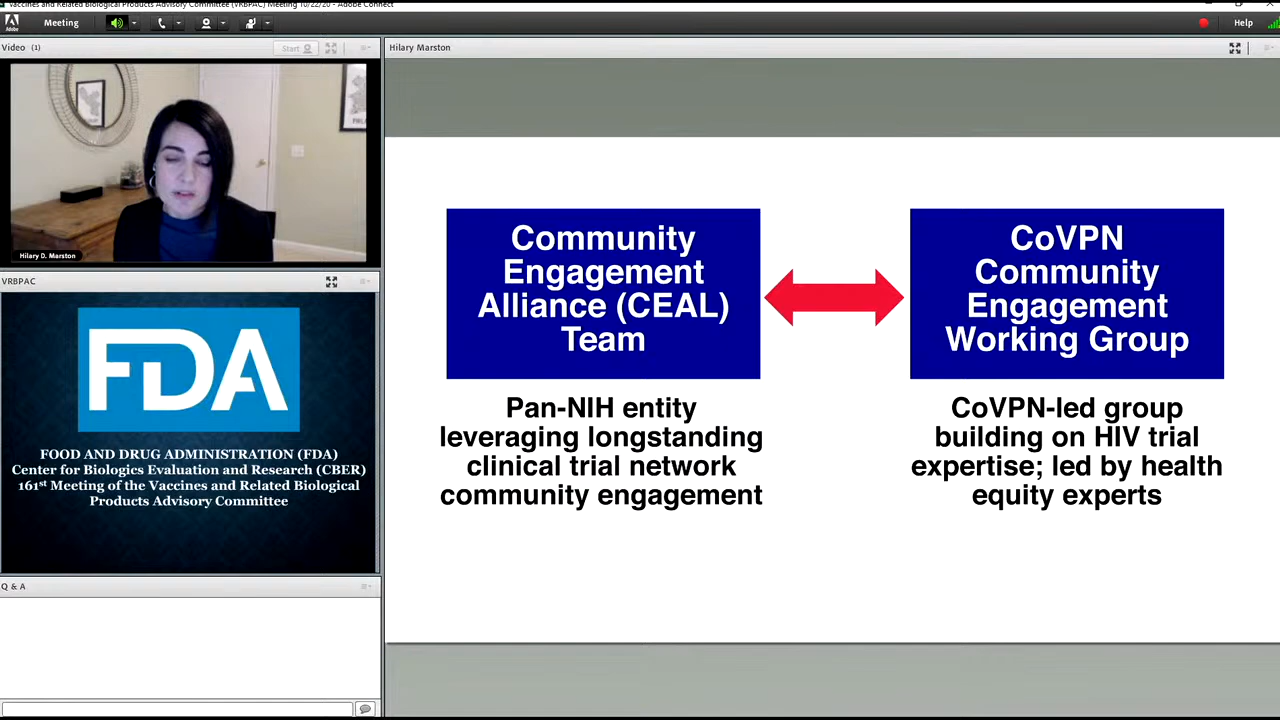 Vaccines and Related Biological Products Advisory Committee (VRBPAC) Meeting 10/22/20 - Adobe Connect
Adobe
Meeting
Help
Video (1)
Start
Hilary D. Marston
VRBPAC
FDA
FOOD AND DRUG ADMINISTRATION (FDA)
Center for Biologics Evaluation and Research (CBER)
161st Meeting of the Vaccines and Related Biological
Products Advisory Committee
Q & A
Hilary Marston
Community
Engagement
Alliance (CEAL)
Team
Pan-NIH entity
leveraging longstanding
clinical trial network
community engagement
CoVPN
Community
Engagement
Working Group
CoVPN-led group
building on HIV trial
expertise; led by health
equity experts